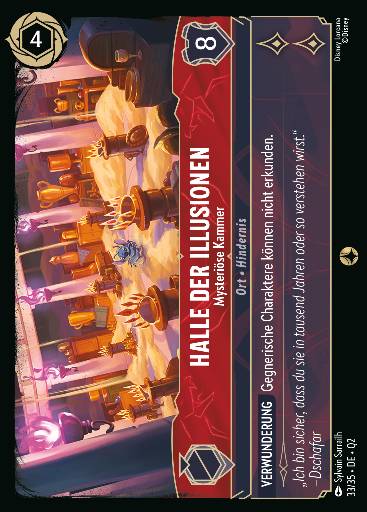 4
HALLE DER ILLUSIONEN
Mysteriöse Kammer
8
Ort • Hindernis
VERWUNDERUNG Gegnerische Charaktere können nicht erkunden.
„Ich bin sicher, dass du sie in tausend Jahren oder so verstehen wirst.“
–Dschafar
Sylvain Sarrailh
33/35 • DE • Q2
Disney Lorcana
©Disney